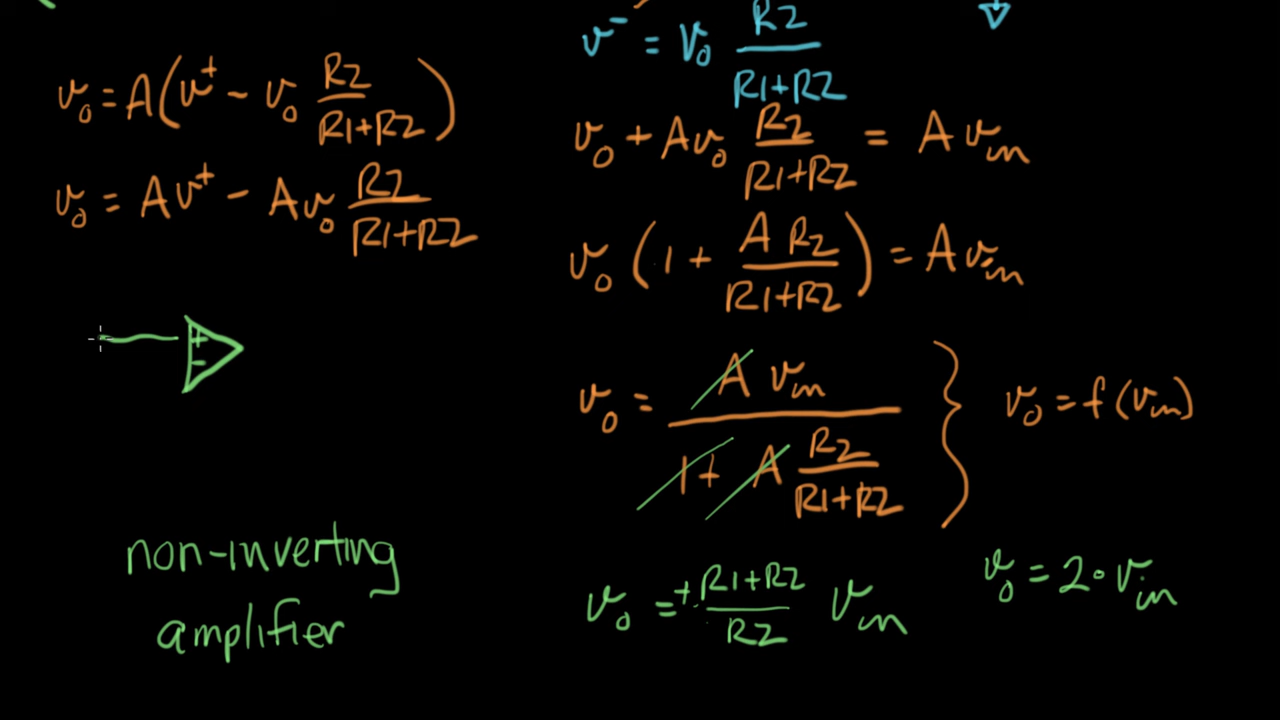 v⁻ = V₀ R2/(R1+R2)
v₀ = A(v⁺ - v₀ R2/(R1+R2))
v₀ = Av⁺ - Av₀ R2/(R1+R2)
v₀ + Av₀ R2/(R1+R2) = A vin
v₀ (1 + A R2/(R1+R2)) = A vin
v₀ = A vin/(1 + A R2/(R1+R2)) } v₀ = f(vin)
+
-
non-inverting
amplifier
v₀ = + R1+R2/R2 vin
v₀ = 2 · vin